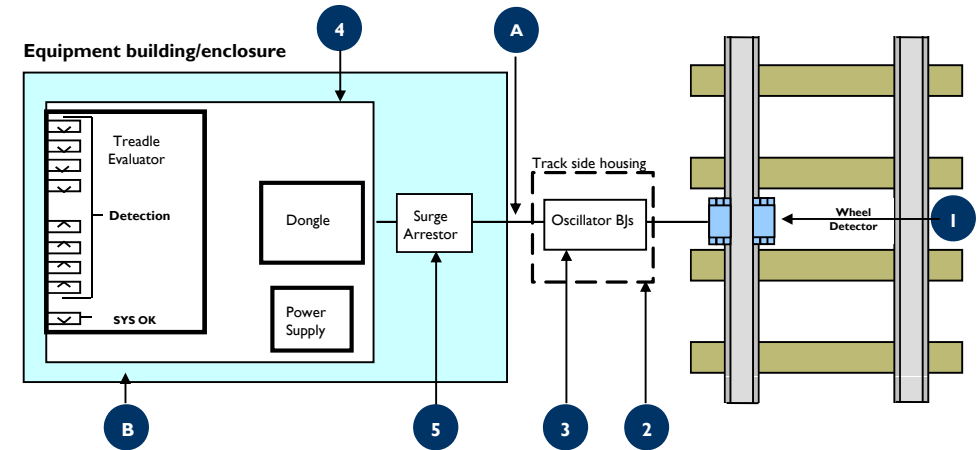 4
A
Equipment building/enclosure
Treadle
Evaluator
Detection
SYS OK
Dongle
Power
Supply
Surge
Arrestor
Track side housing
Oscillator BJs
Wheel
Detector
1
B
5
3
2